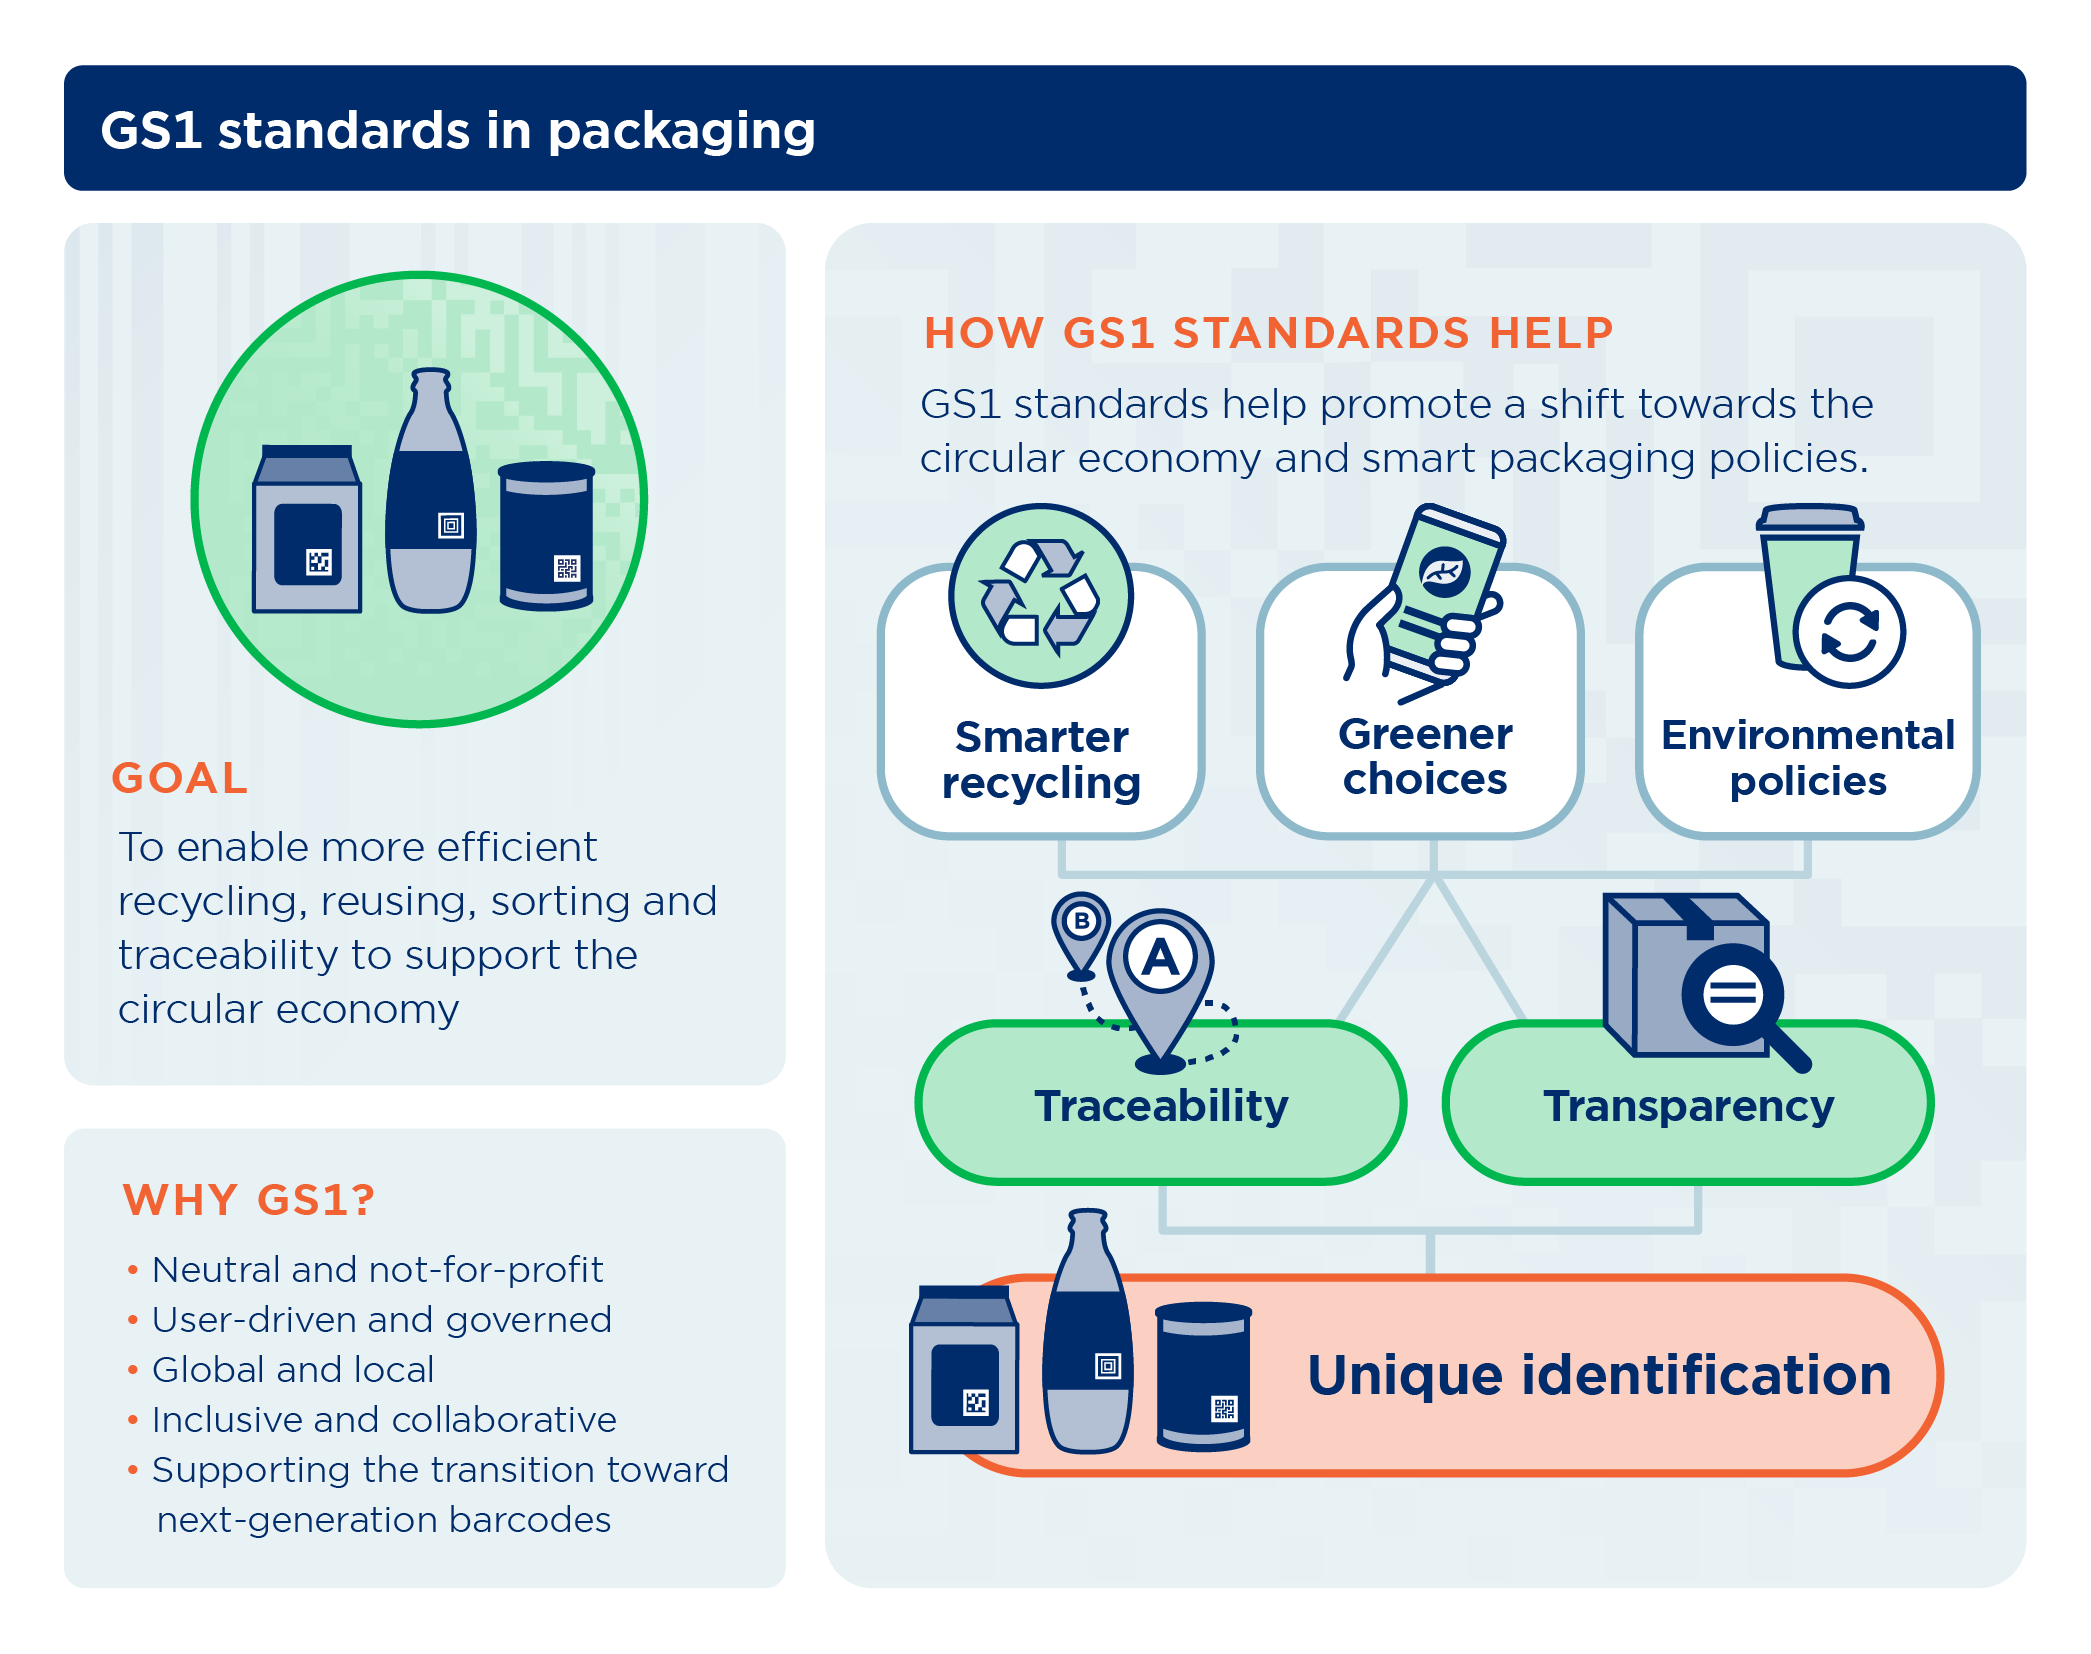 GS1 standards in packaging
GOAL
To enable more efficient
recycling, reusing, sorting and
traceability to support the
circular economy
WHY GS1?
• Neutral and not-for-profit
• User-driven and governed
• Global and local
• Inclusive and collaborative
• Supporting the transition toward
next-generation barcodes
HOW GS1 STANDARDS HELP
GS1 standards help promote a shift towards the
circular economy and smart packaging policies.
Smarter
recycling
Greener
choices
Environmental
policies
B
A
Traceability
Transparency
Unique identification